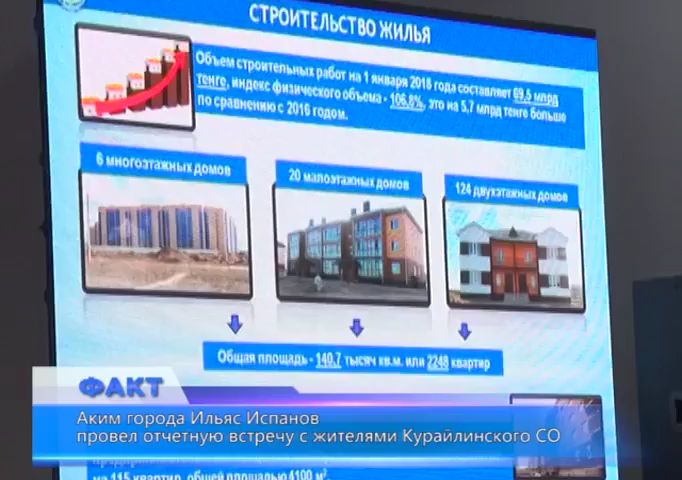 СТРОИТЕЛЬСТВО ЖИЛЬЯ
Объем строительных работ на 1 января 2018 года составляет 69,5 млрд
тенге, индекс физического объема - 106,8%, это на 5,7 млрд тенге больше
по сравнению с 2016 годом.
6 многоэтажных домов
20 малоэтажных домов
124 двухэтажных домов
Общая площадь - 140,7 тысяч кв.м. или 2248 квартир
ФАКТ
Аким города Ильяс Испанов
провел отчетную встречу с жителями Курайлинского СО
на 115 квартир, общей площадью 4100 м².